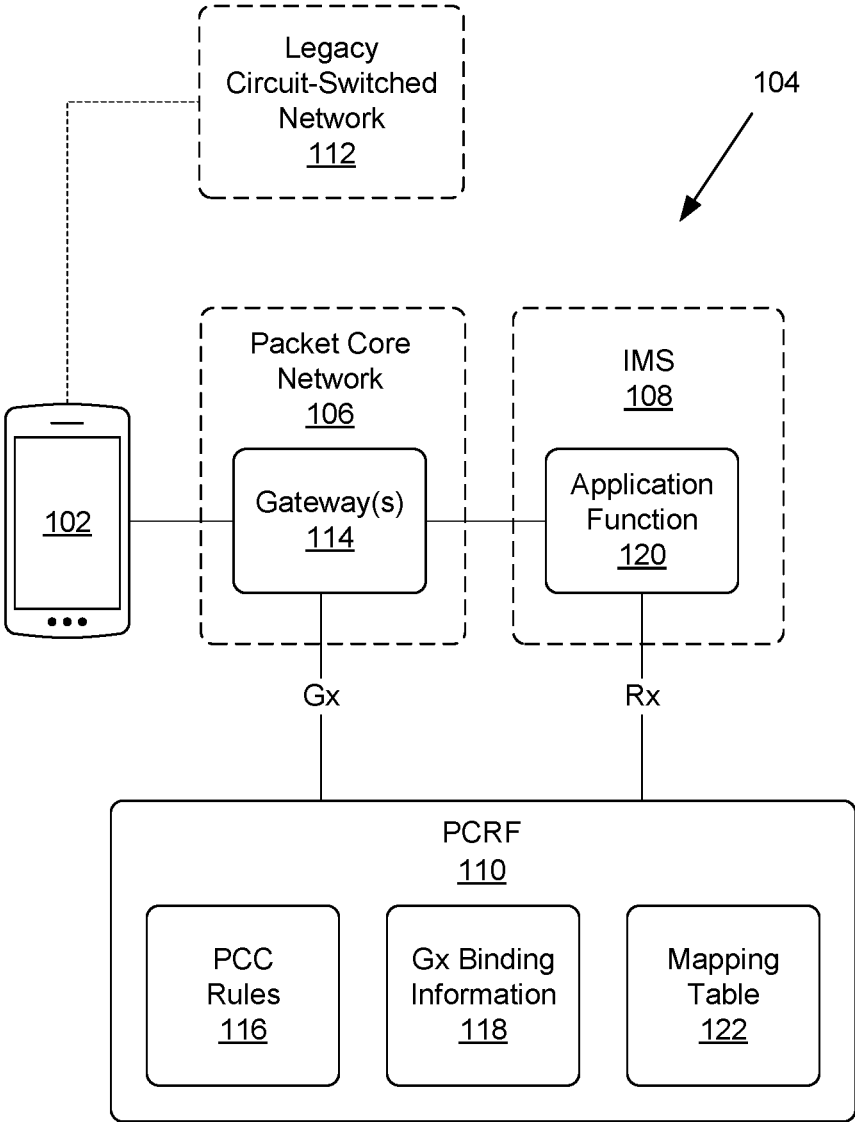 Legacy
Circuit-Switched
Network
112
104
Packet Core
Network
106
IMS
108
102
Gateway(s)
114
Application
Function
120
Gx
Rx
PCRF
110
PCC
Rules
116
Gx Binding
Information
118
Mapping
Table
122